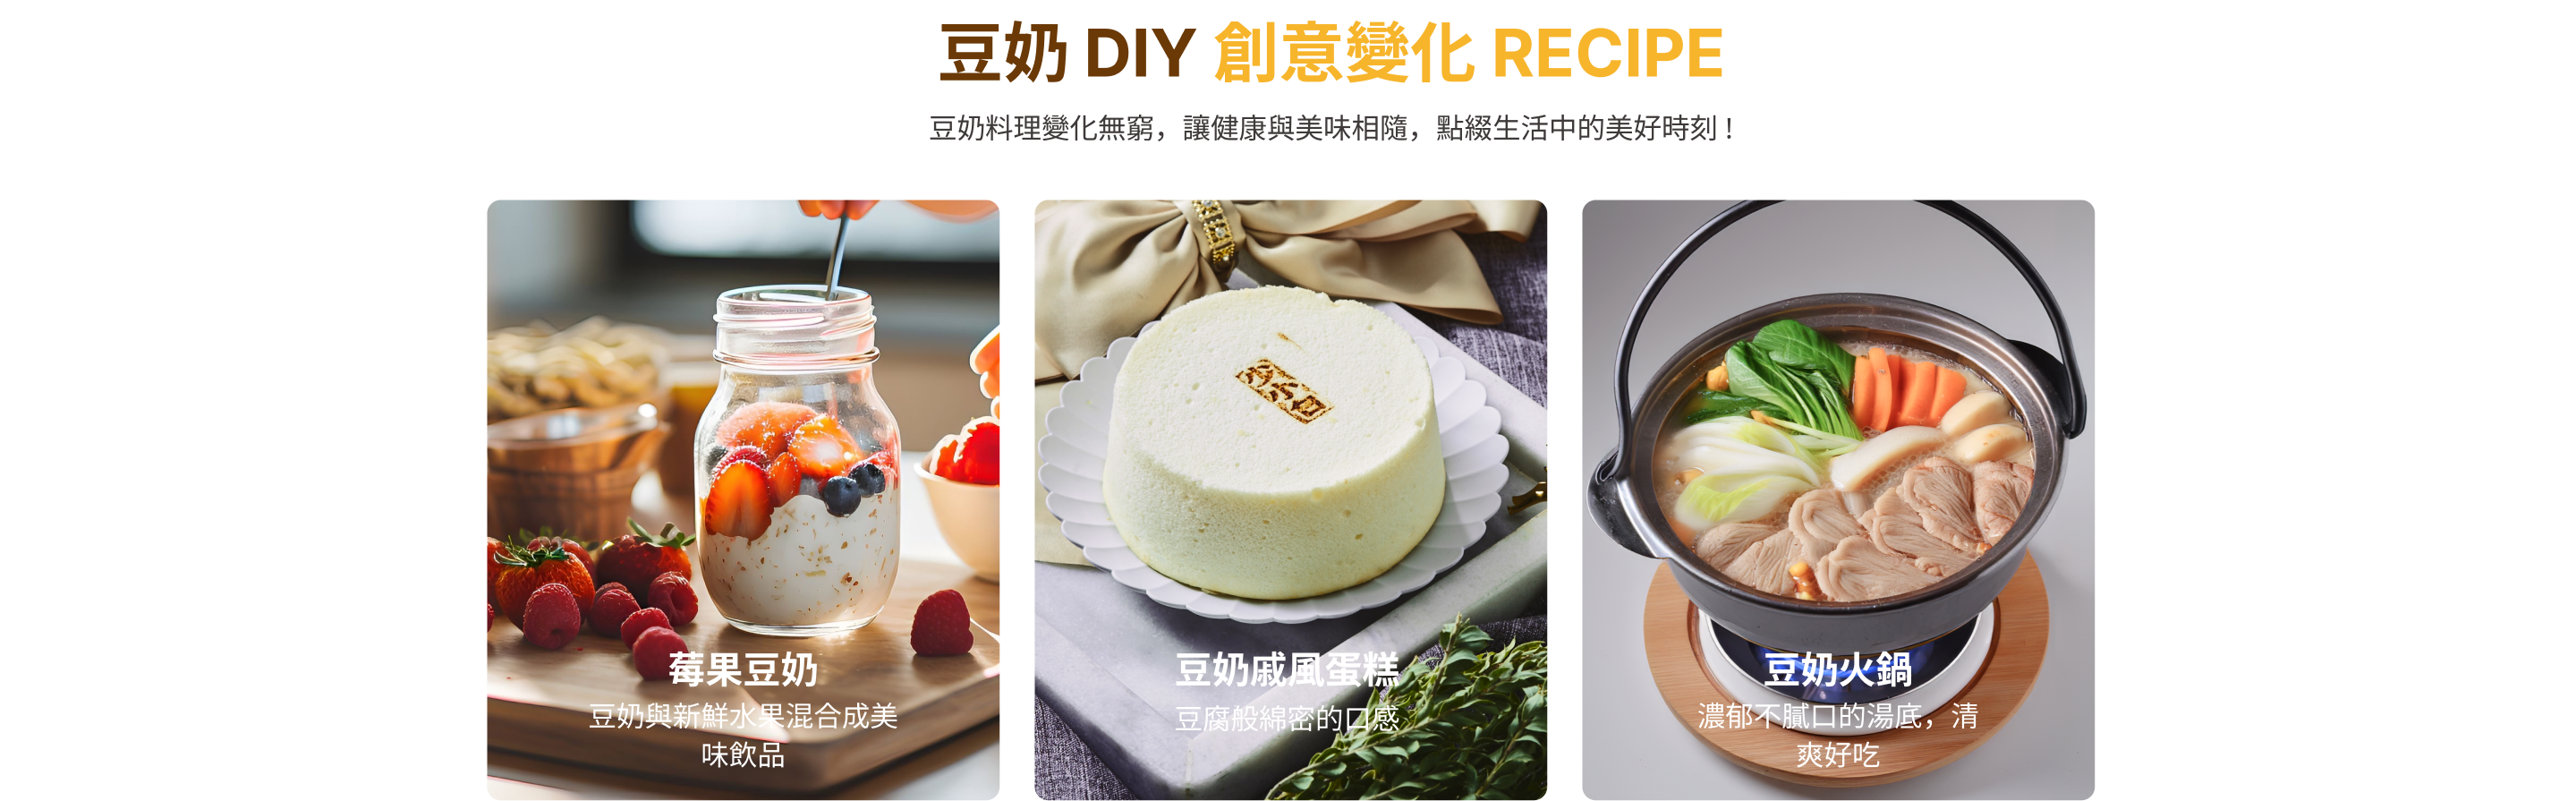 豆奶 DIY 創意變化 RECIPE
豆奶料理變化無窮，讓健康與美味相隨，點綴生活中的美好時刻！
莓果豆奶
豆奶與新鮮水果混合成美
味飲品
豆奶戚風蛋糕
豆腐般綿密的口感
豆奶火鍋
濃郁不膩口的湯底，清
爽好吃